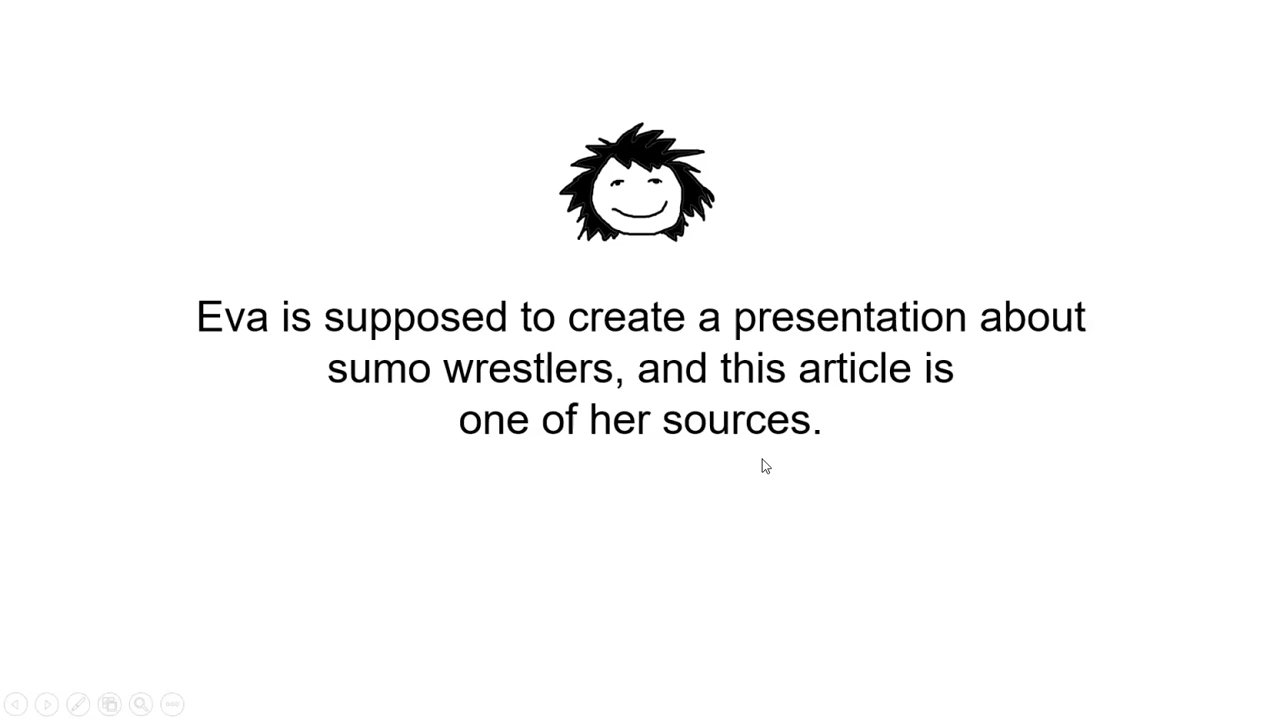 Eva is supposed to create a presentation about
sumo wrestlers, and this article is
one of her sources.